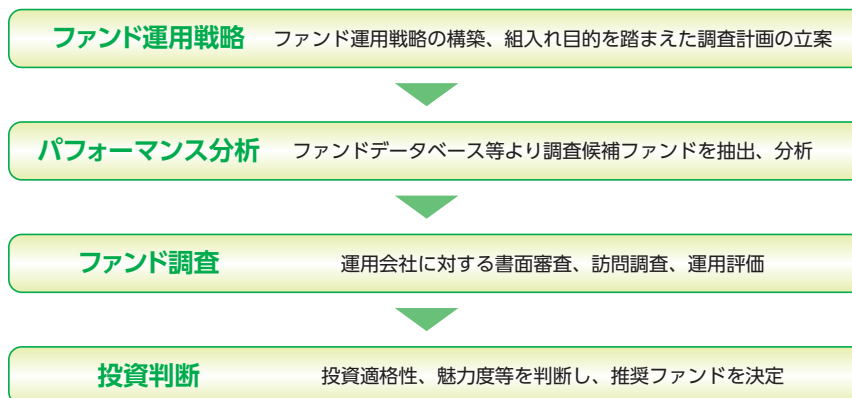 ファンド運用戦略 ファンド運用戦略の構築、組入れ目的を踏まえた調査計画の立案
パフォーマンス分析 ファンドデータベース等より調査候補ファンドを抽出、分析
ファンド調査 運用会社に対する書面審査、訪問調査、運用評価
投資判断 投資適格性、魅力度等を判断し、推奨ファンドを決定